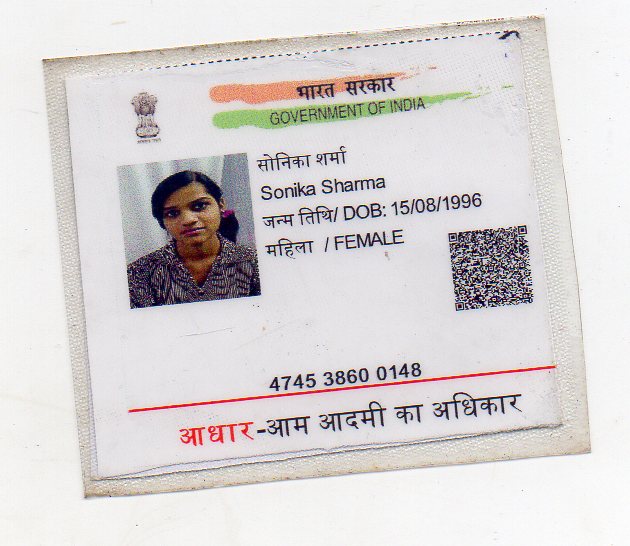 भारत सरकार
GOVERNMENT OF INDIA
सोनिका शर्मा
Sonika Sharma
जन्म तिथि/ DOB: 15/08/1996
महिला / FEMALE
4745 3860 0148
आधार-आम आदमी का अधिकार